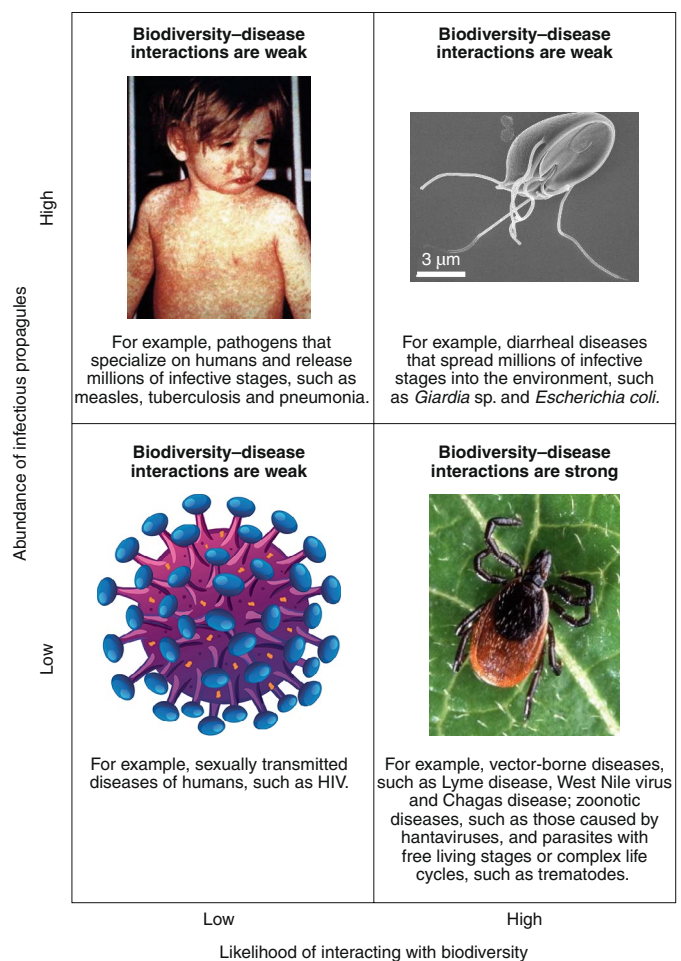 Biodiversity–disease
interactions are weak
Biodiversity–disease
interactions are weak
High
3 μm
For example, pathogens that
specialize on humans and release
millions of infective stages, such as
measles, tuberculosis and pneumonia.
For example, diarrheal diseases
that spread millions of infective
stages into the environment, such
as Giardia sp. and Escherichia coli.
Abundance of infectious propagules
Biodiversity–disease
interactions are weak
Biodiversity–disease
interactions are strong
Low
For example, sexually transmitted
diseases of humans, such as HIV.
For example, vector-borne diseases,
such as Lyme disease, West Nile virus
and Chagas disease; zoonotic
diseases, such as those caused by
hantaviruses, and parasites with
free living stages or complex life
cycles, such as trematodes.
Low
High
Likelihood of interacting with biodiversity